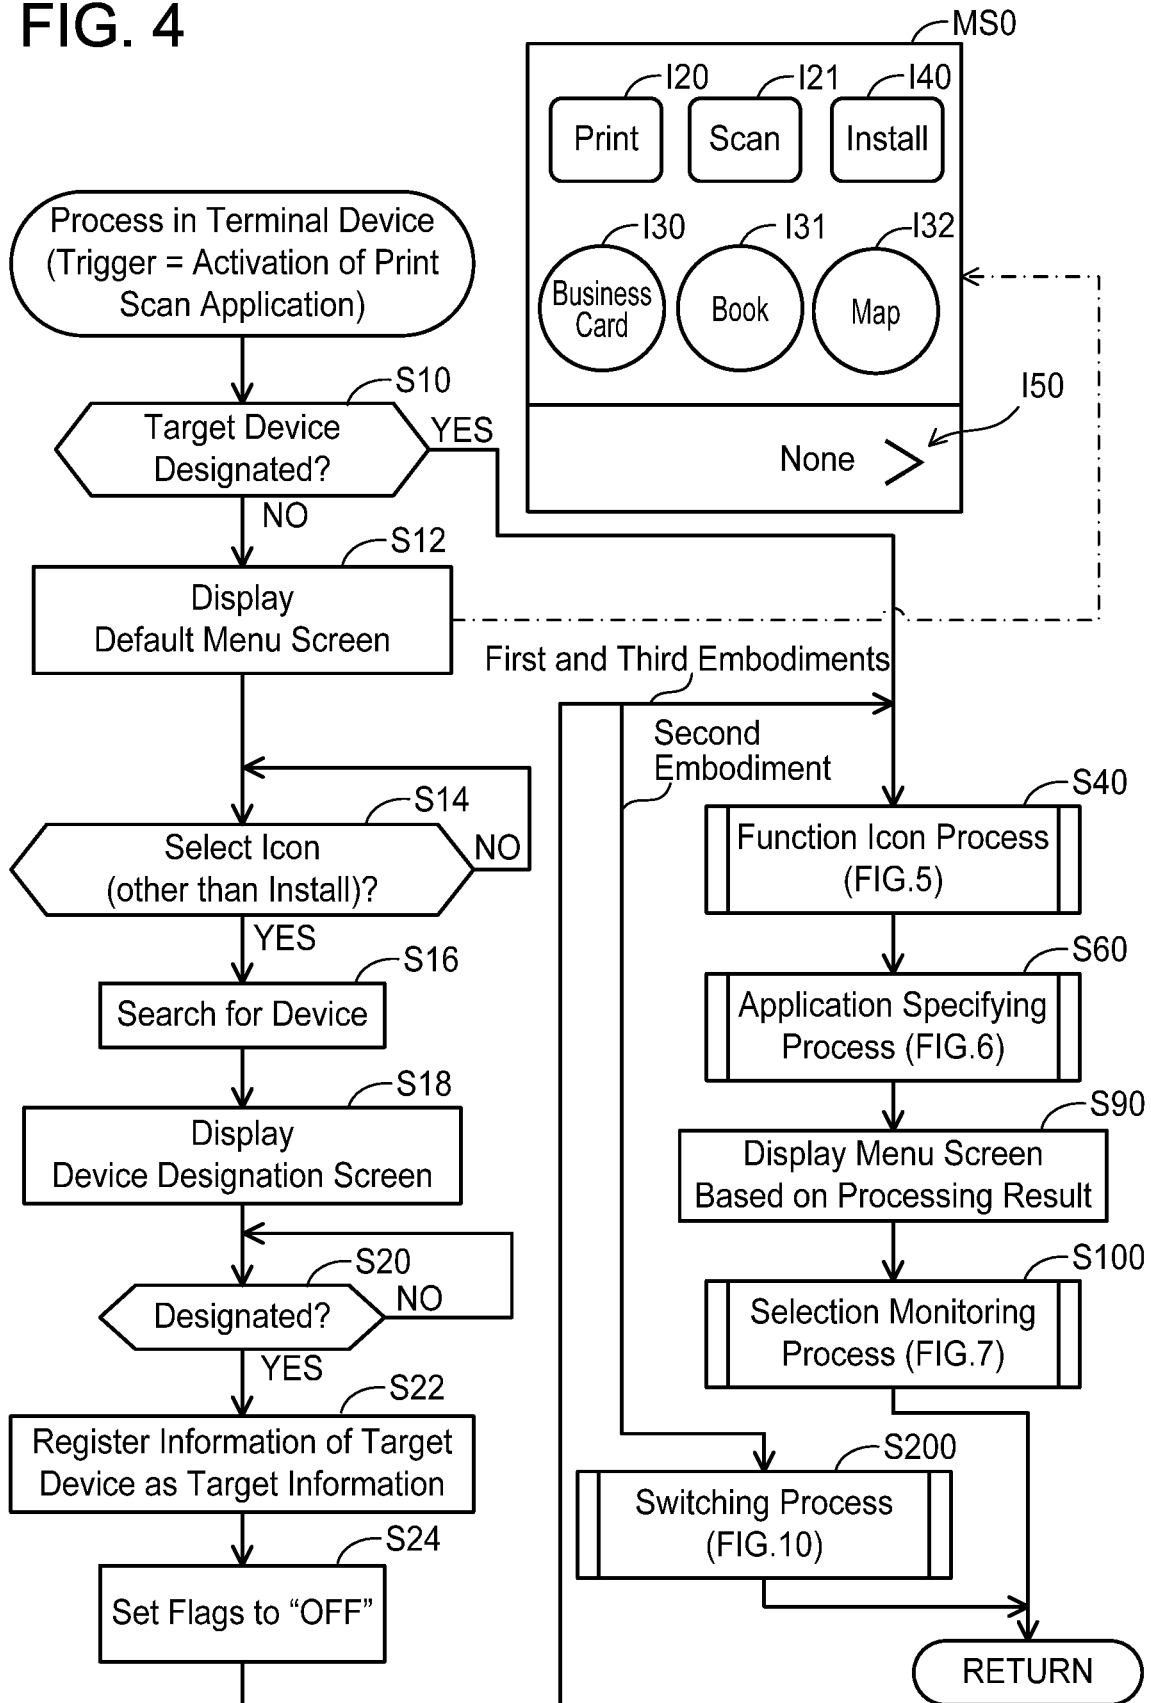 FIG. 4
MS0
I20
I21
I40
Print
Scan
Install
I30
I31
I32
Business
Card
Book
Map
I50
None
Process in Terminal Device
(Trigger = Activation of Print
Scan Application)
S10
Target Device
Designated?
YES
NO
S12
Display
Default Menu Screen
First and Third Embodiments
Second
Embodiment
S14
Select Icon
(other than Install)?
NO
YES
S16
Search for Device
S18
Display
Device Designation Screen
S20
Designated?
NO
YES
S22
Register Information of Target
Device as Target Information
S24
Set Flags to “OFF”
S40
Function Icon Process
(FIG.5)
S60
Application Specifying
Process (FIG.6)
S90
Display Menu Screen
Based on Processing Result
S100
Selection Monitoring
Process (FIG.7)
S200
Switching Process
(FIG.10)
RETURN